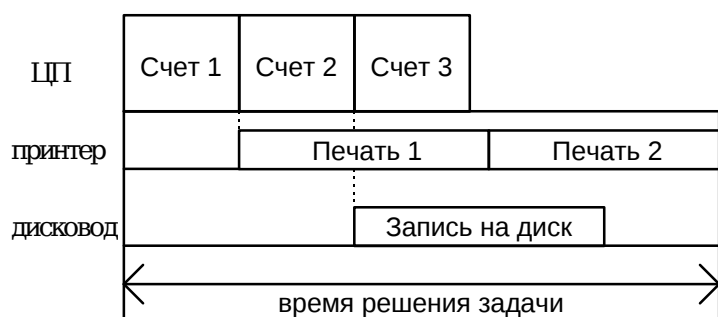 ЦП Счет 1 Счет 2 Счет 3
принтер Печать 1 Печать 2
дисковод Запись на диск
время решения задачи